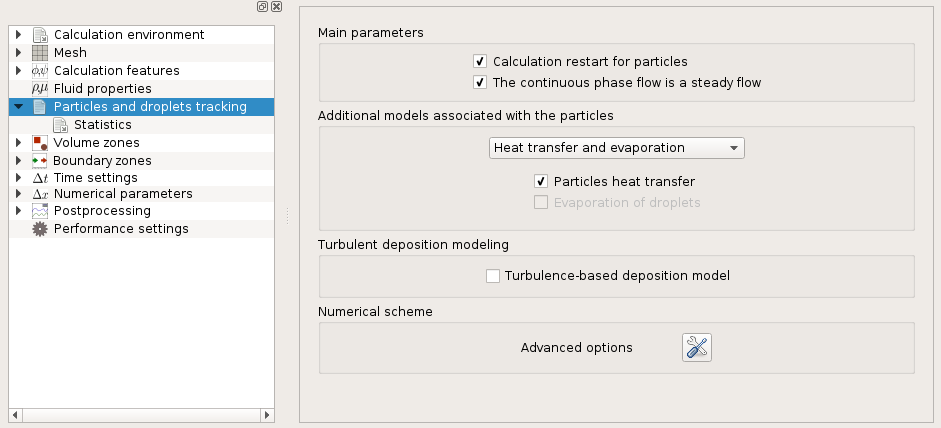 Calculation environment
Mesh
Calculation features
Fluid properties
Particles and droplets tracking
Statistics
Volume zones
Boundary zones
Δt Time settings
Δx Numerical parameters
Postprocessing
Performance settings
Main parameters
Calculation restart for particles
The continuous phase flow is a steady flow
Additional models associated with the particles
Heat transfer and evaporation
Particles heat transfer
Evaporation of droplets
Turbulent deposition modeling
Turbulence-based deposition model
Numerical scheme
Advanced options